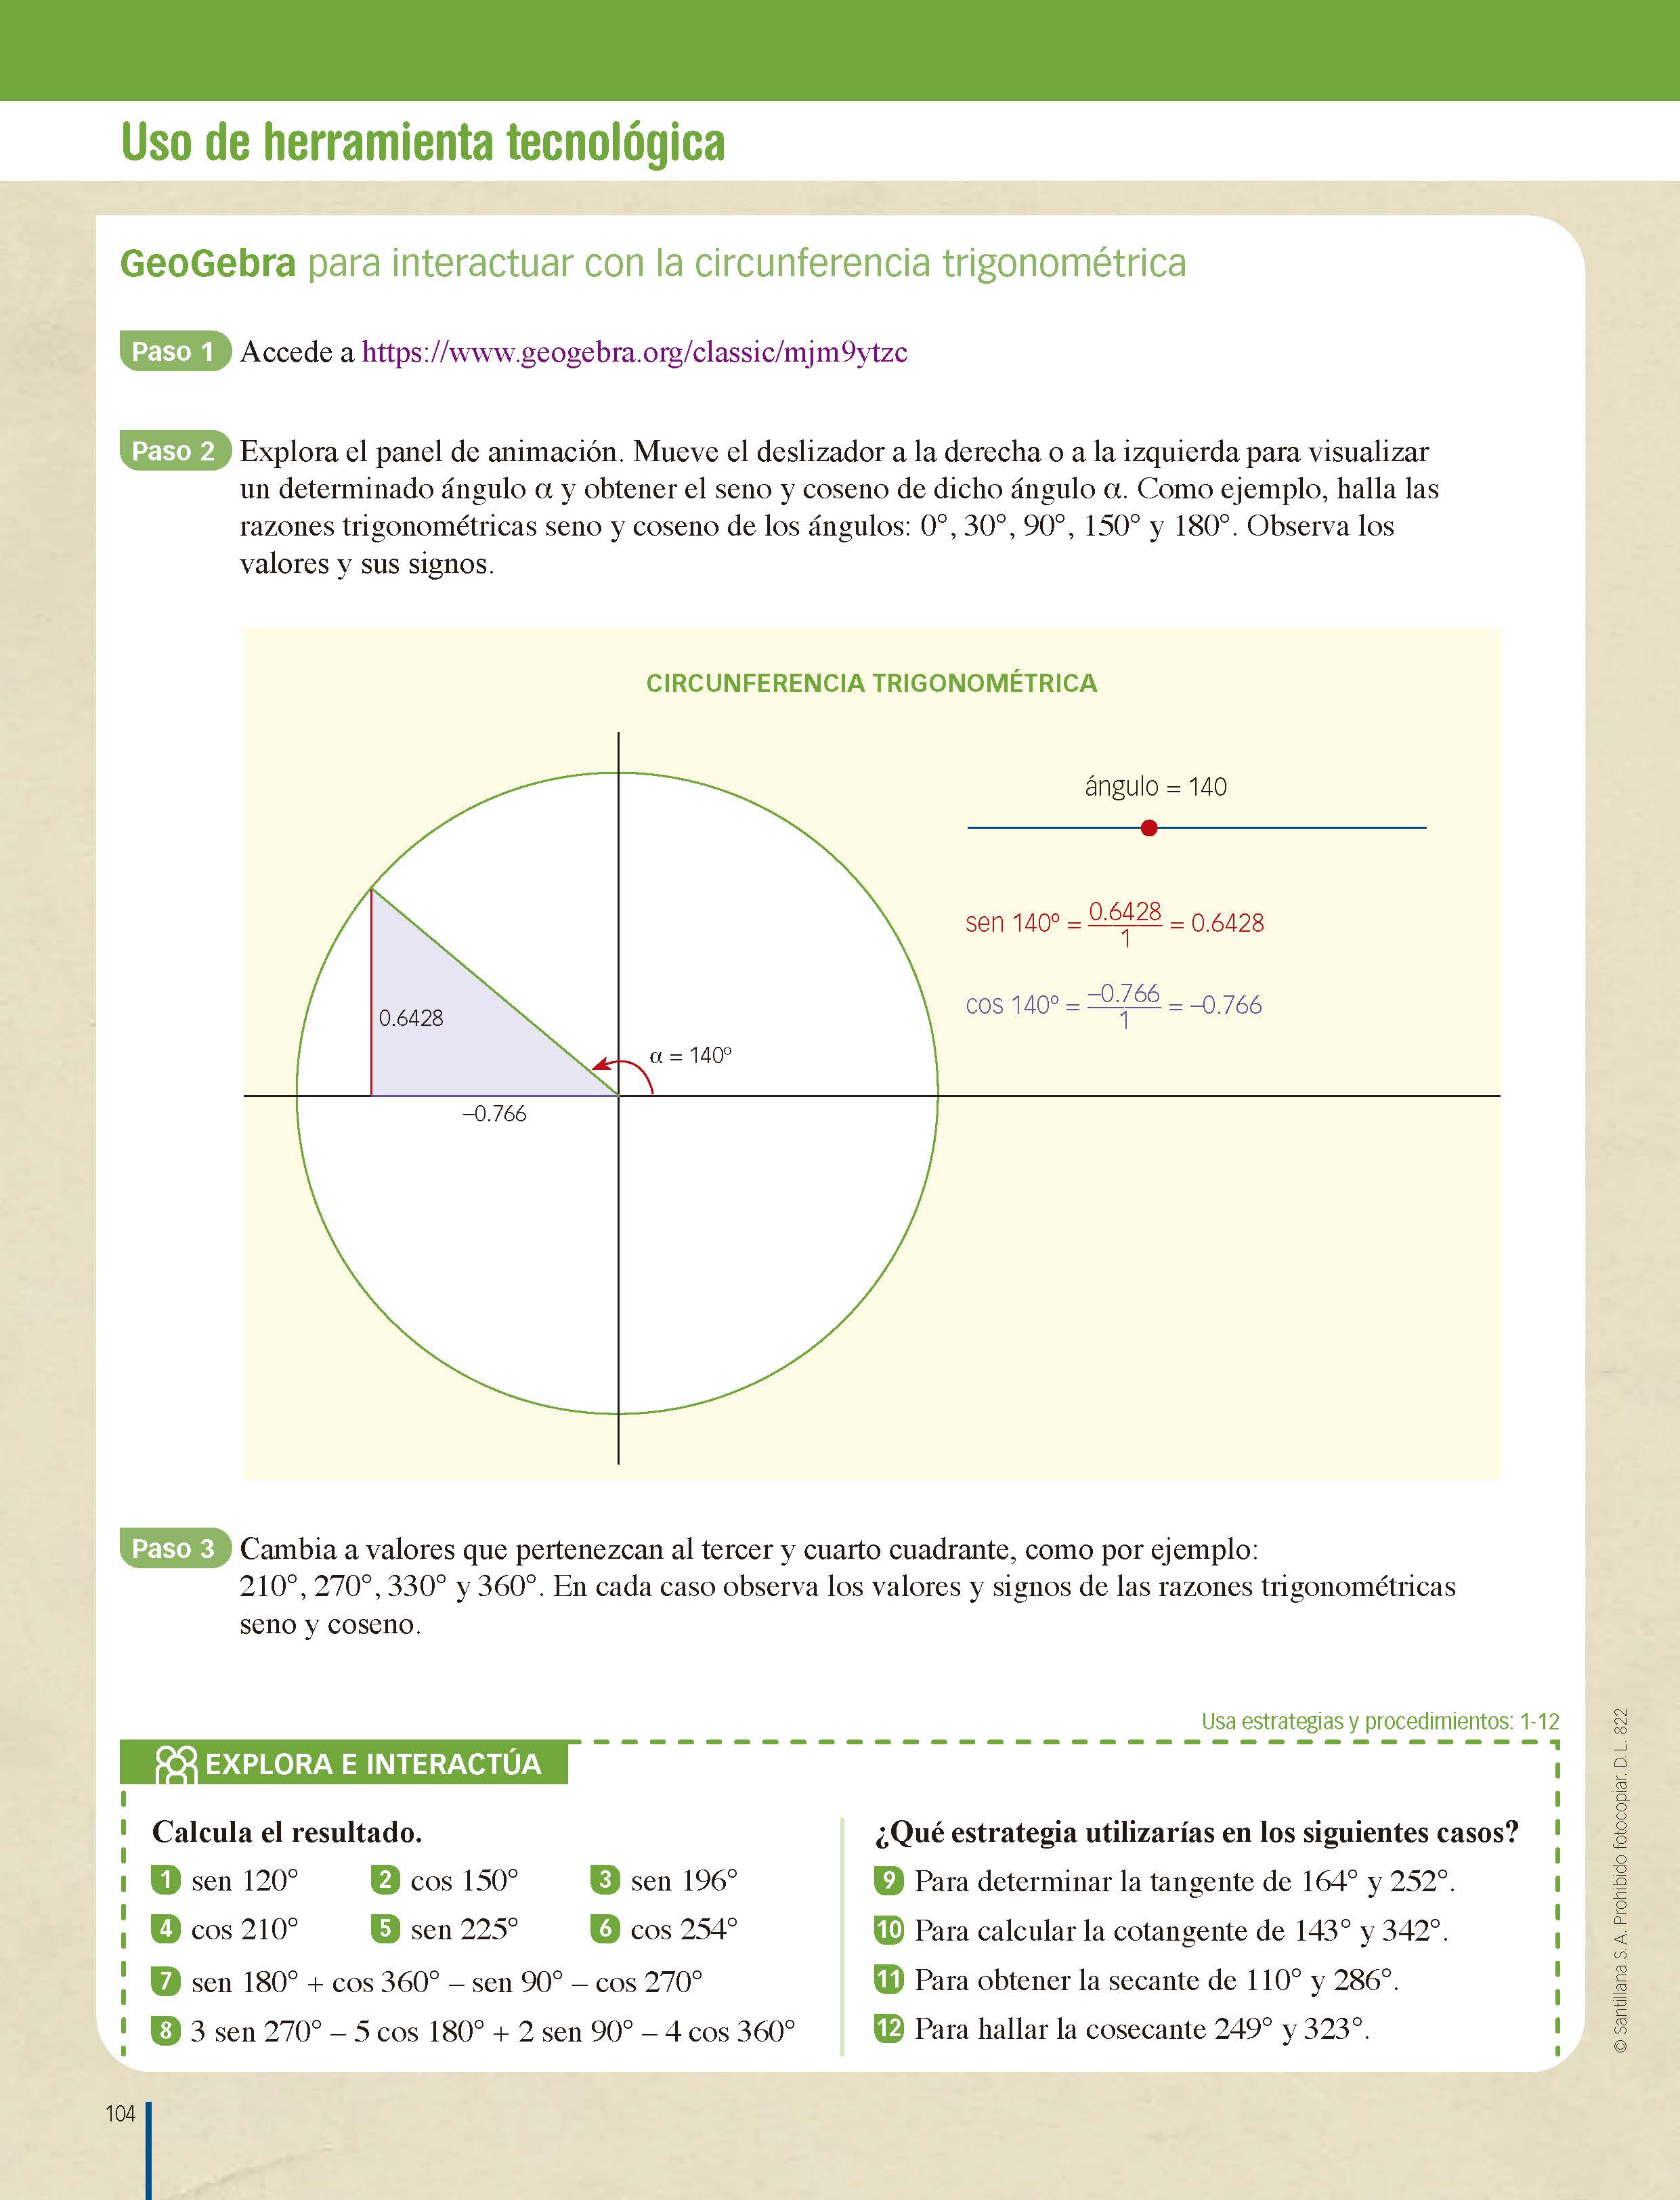 Uso de herramienta tecnológica
GeoGebra para interactuar con la circunferencia trigonométrica
Paso 1 Accede a https://www.geogebra.org/classic/mjm9ytzc
Paso 2 Explora el panel de animación. Mueve el deslizador a la derecha o a la izquierda para visualizar
un determinado ángulo α y obtener el seno y coseno de dicho ángulo α. Como ejemplo, halla las
razones trigonométricas seno y coseno de los ángulos: 0°, 30°, 90°, 150° y 180°. Observa los
valores y sus signos.
CIRCUNFERENCIA TRIGONOMÉTRICA
ángulo = 140
sen 140º = 0.6428/1 = 0.6428
cos 140º = –0.766/1 = –0.766
0.6428
α = 140º
–0.766
Paso 3 Cambia a valores que pertenezcan al tercer y cuarto cuadrante, como por ejemplo:
210°, 270°, 330° y 360°. En cada caso observa los valores y signos de las razones trigonométricas
seno y coseno.
Usa estrategias y procedimientos: 1-12
EXPLORA E INTERACTÚA
Calcula el resultado.
1 sen 120° 2 cos 150° 3 sen 196°
4 cos 210° 5 sen 225° 6 cos 254°
7 sen 180° + cos 360° – sen 90° – cos 270°
8 3 sen 270° – 5 cos 180° + 2 sen 90° – 4 cos 360°
¿Qué estrategia utilizarías en los siguientes casos?
9 Para determinar la tangente de 164° y 252°.
10 Para calcular la cotangente de 143° y 342°.
11 Para obtener la secante de 110° y 286°.
12 Para hallar la cosecante 249° y 323°.
© Santillana S. A. Prohibido fotocopiar. D. L. 822
104